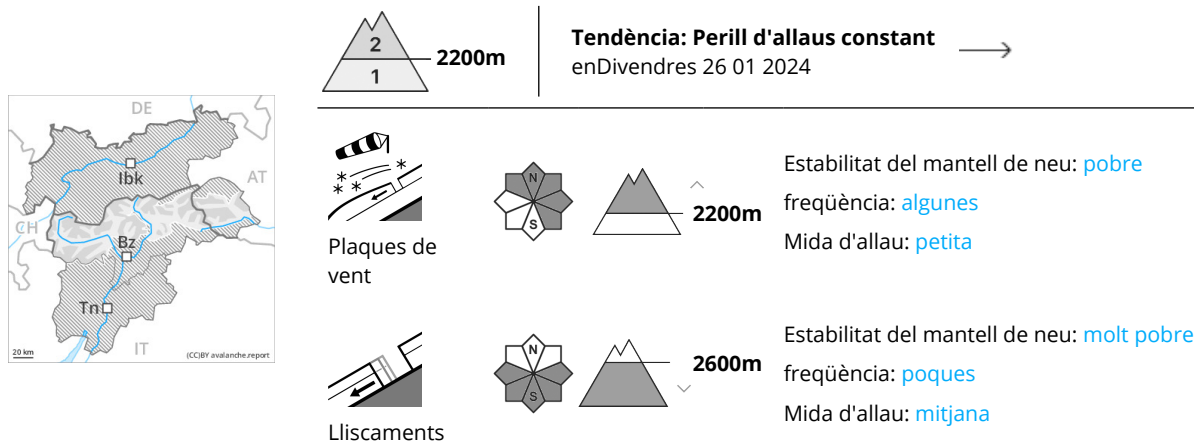 2
1
2200m
Tendència: Perill d'allaus constant
enDivendres 26 01 2024
DE
Ibk
AT
CH
Bz
Tn
IT
20 km
(CC)BY avalanche.report
N
S
2200m
Plaques de
vent
Estabilitat del mantell de neu: pobre
freqüència: algunes
Mida d'allau: petita
N
S
2600m
Lliscaments
Estabilitat del mantell de neu: molt pobre
freqüència: poques
Mida d'allau: mitjana